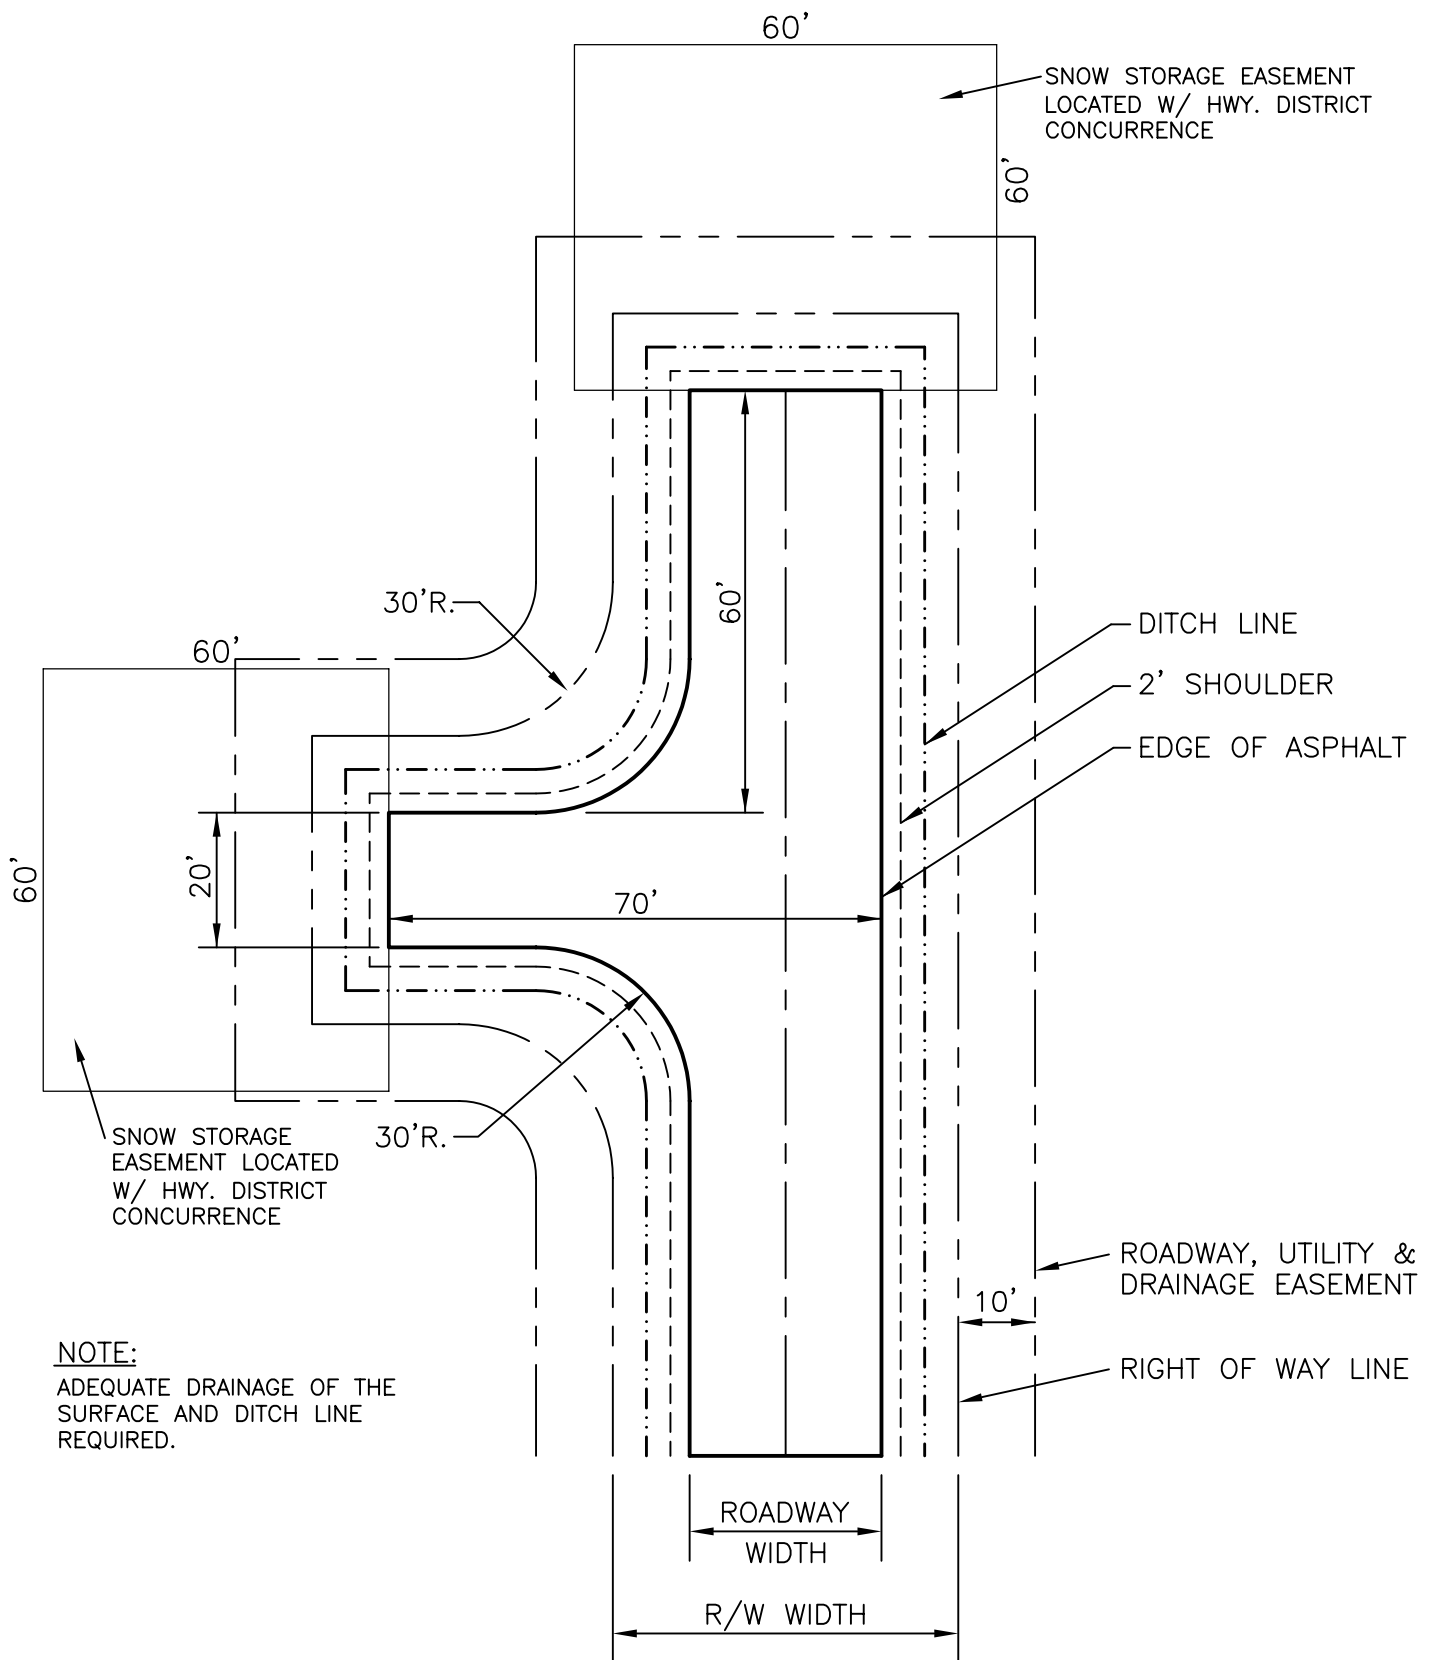 60'
SNOW STORAGE EASEMENT
LOCATED W/ HWY. DISTRICT
CONCURRENCE
60'
30'R.
60'
DITCH LINE
60'
2' SHOULDER
EDGE OF ASPHALT
60'
20'
70'
30'R.
SNOW STORAGE
EASEMENT LOCATED
W/ HWY. DISTRICT
CONCURRENCE
ROADWAY, UTILITY &
DRAINAGE EASEMENT
10'
RIGHT OF WAY LINE
NOTE:
ADEQUATE DRAINAGE OF THE
SURFACE AND DITCH LINE
REQUIRED.
ROADWAY
WIDTH
R/W WIDTH